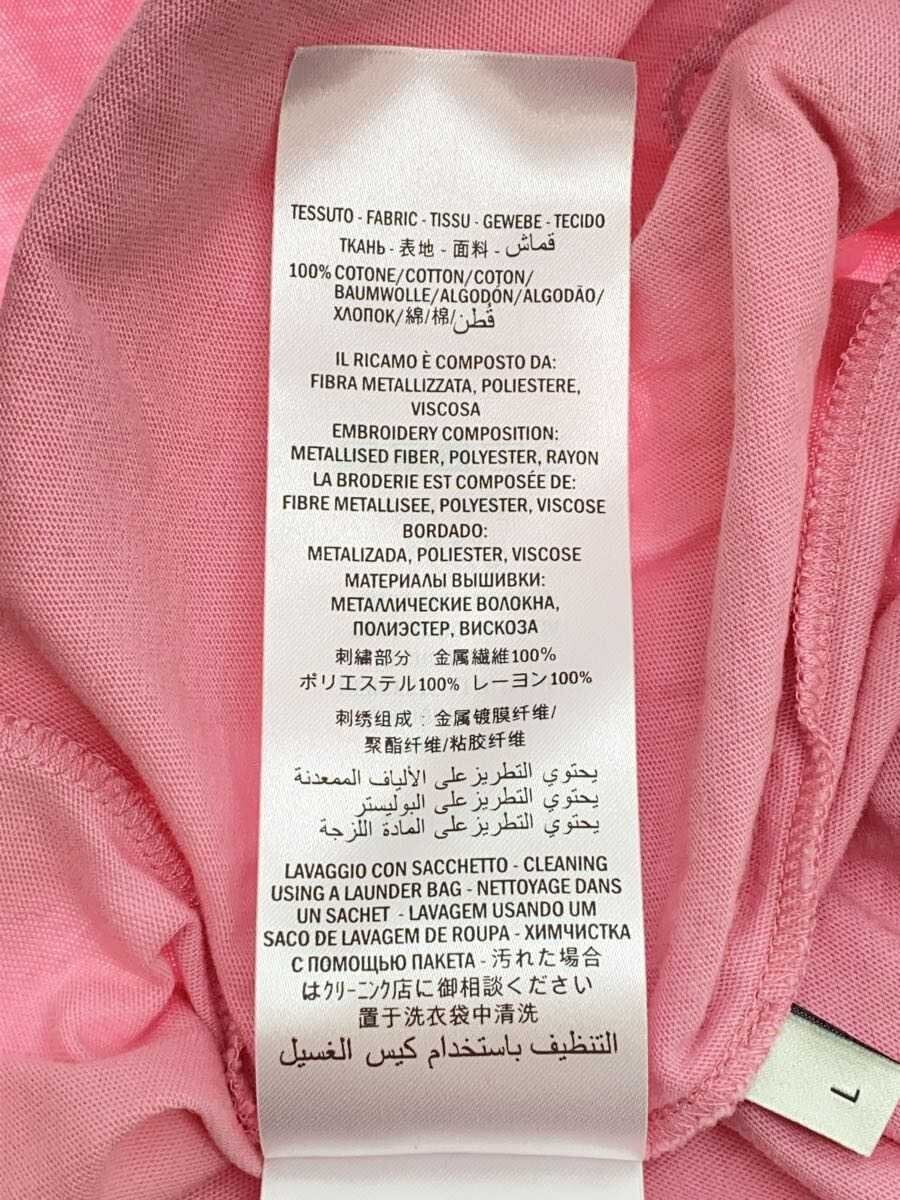 TESSUTO - FABRIC - TISSU - GEWEBE - TECIDO
ТКАНЬ - 表地 - 面料 - قماش
100% COTONE/COTTON/COTON/
BAUMWOLLE/ALGODÓN/ALGODÃO/
ХЛОПОК/綿/棉/قُطن
IL RICAMO È COMPOSTO DA:
FIBRA METALLIZZATA, POLIESTERE,
VISCOSA
EMBROIDERY COMPOSITION:
METALLISED FIBER, POLYESTER, RAYON
LA BRODERIE EST COMPOSÉE DE:
FIBRE METALLISEE, POLYESTER, VISCOSE
BORDADO:
METALIZADA, POLIESTER, VISCOSE
МАТЕРИАЛЫ ВЫШИВКИ:
МЕТАЛЛИЧЕСКИЕ ВОЛОКНА,
ПОЛИЭСТЕР, ВИСКОЗА
刺繍部分 金属繊維100%
ポリエステル100% レーヨン100%
刺绣组成：金属镀膜纤维/
聚酯纤维/粘胶纤维
يحتوي التطريز على الألياف الممعدنة
يحتوي التطريز على البوليستر
يحتوي التطريز على المادة اللزجة
LAVAGGIO CON SACCHETTO - CLEANING
USING A LAUNDER BAG - NETTOYAGE DANS
UN SACHET - LAVAGEM USANDO UM
SACO DE LAVAGEM DE ROUPA - ХИМЧИСТКА
С ПОМОЩЬЮ ПАКЕТА - 汚れた場合
はクリーニング店に御相談ください
置于洗衣袋中清洗
التنظيف باستخدام كيس الغسيل
L